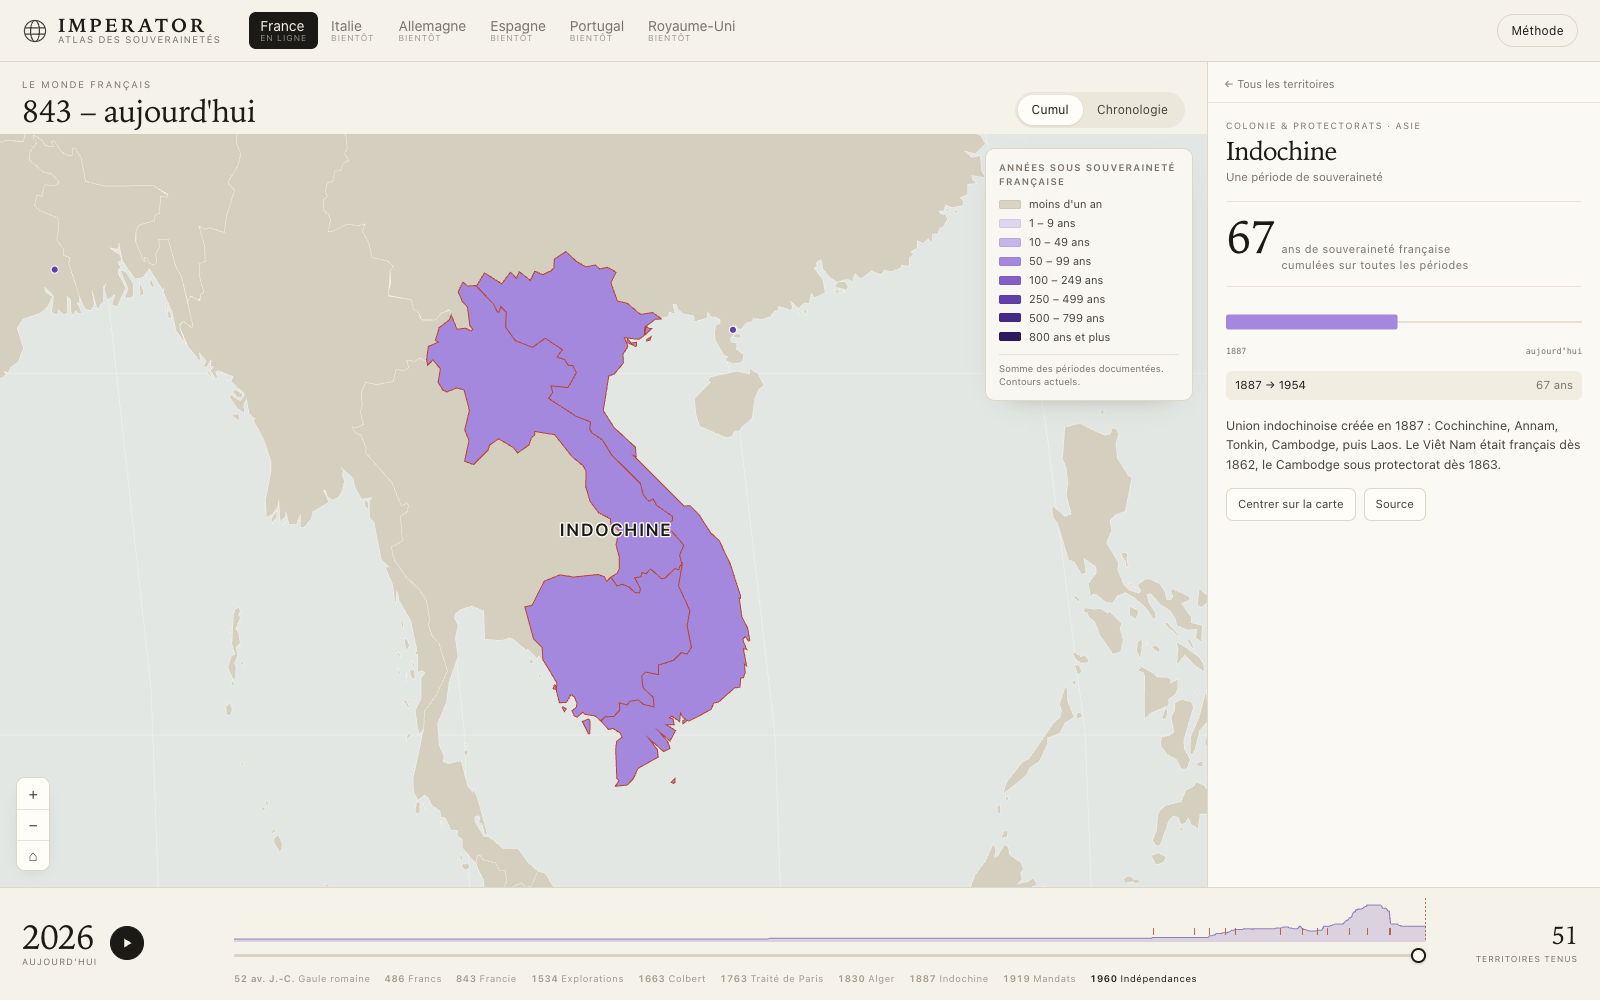 IMPERATOR
ATLAS DES SOUVERAINETÉS
France
EN LIGNE
Italie
BIENTÔT
Allemagne
BIENTÔT
Espagne
BIENTÔT
Portugal
BIENTÔT
Royaume-Uni
BIENTÔT
Méthode
LE MONDE FRANÇAIS
843 – aujourd'hui
Cumul
Chronologie
ANNÉES SOUS SOUVERAINETÉ
FRANÇAISE
moins d'un an
1 – 9 ans
10 – 49 ans
50 – 99 ans
100 – 249 ans
250 – 499 ans
500 – 799 ans
800 ans et plus
Somme des périodes documentées.
Contours actuels.
INDOCHINE
+
−
⌂
← Tous les territoires
COLONIE & PROTECTORATS · ASIE
Indochine
Une période de souveraineté
67 ans de souveraineté française
cumulées sur toutes les périodes
1887 aujourd'hui
1887 → 1954 67 ans
Union indochinoise créée en 1887 : Cochinchine, Annam,
Tonkin, Cambodge, puis Laos. Le Viêt Nam était français dès
1862, le Cambodge sous protectorat dès 1863.
Centrer sur la carte
Source
2026
AUJOURD'HUI
52 av. J.-C. Gaule romaine 486 Francs 843 Francie 1534 Explorations 1663 Colbert 1763 Traité de Paris 1830 Alger 1887 Indochine 1919 Mandats 1960 Indépendances
51
TERRITOIRES TENUS